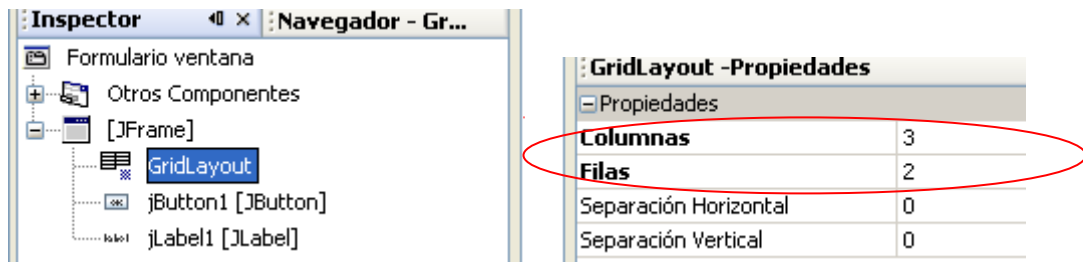 Inspector
Navegador - Gr...
Formulario ventana
Otros Componentes
[JFrame]
GridLayout
jButton1 [JButton]
jLabel1 [JLabel]
GridLayout -Propiedades
Propiedades
Columnas 3
Filas 2
Separación Horizontal 0
Separación Vertical 0